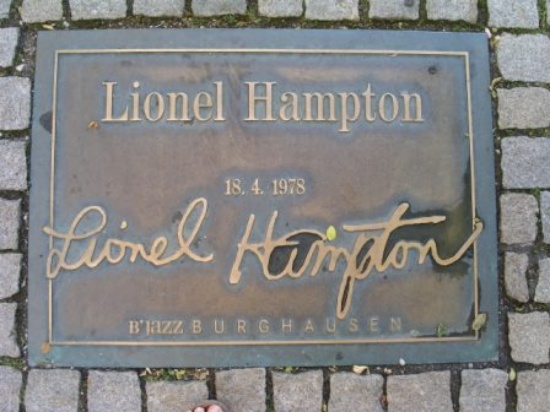 Lionel Hampton
18. 4. 1978
Lionel Hampton
B'JAZZ BURGHAUSEN